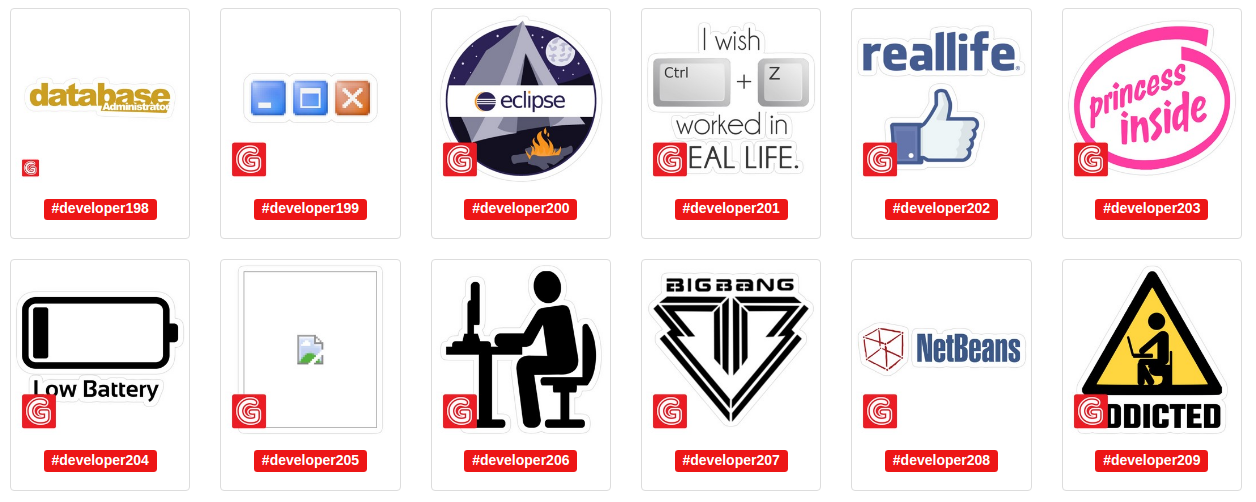 database
Administrator
#developer198
#developer199
eclipse
#developer200
I wish
Ctrl + Z
worked in
EAL LIFE.
#developer201
reallife
#developer202
princess
inside
#developer203
Low Battery
#developer204
#developer205
#developer206
BIGBANG
#developer207
NetBeans
#developer208
DDICTED
#developer209